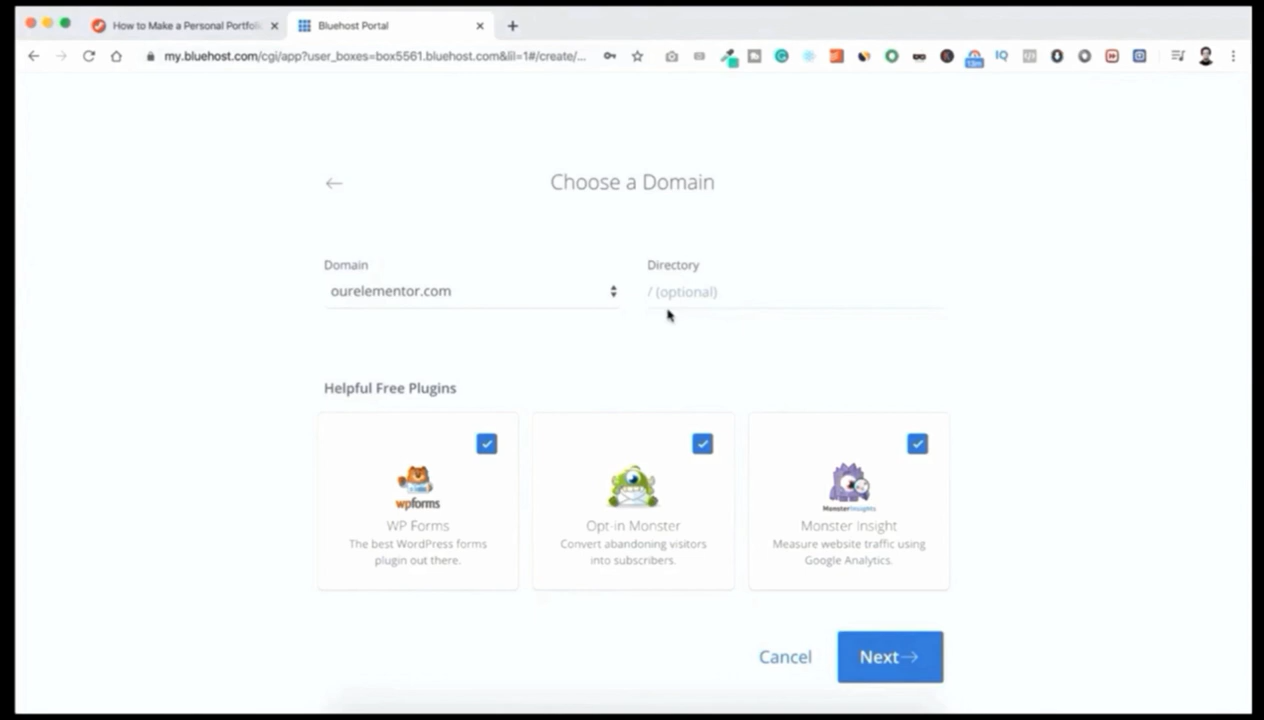 How to Make a Personal Portfoli
Bluehost Portal
my.bluehost.com/cgi/app?user_boxes=box5561.bluehost.com&lil=1#/create/...
13m
IQ
Choose a Domain
Domain
Directory
ourelementor.com
/ (optional)
Helpful Free Plugins
wpforms
WP Forms
The best WordPress forms
plugin out there.
Opt-in Monster
Convert abandoning visitors
into subscribers.
MonsterInsights
Monster Insight
Measure website traffic using
Google Analytics.
Cancel
Next